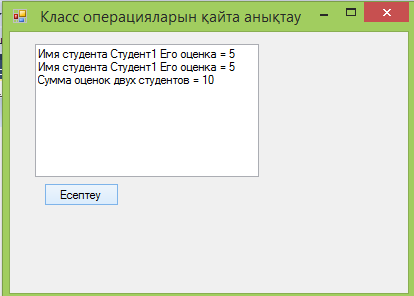 Класс операцияларын қайта анықтау
Имя студента Студент1 Его оценка = 5
Имя студента Студент1 Его оценка = 5
Сумма оценок двух студентов = 10
Есептеу